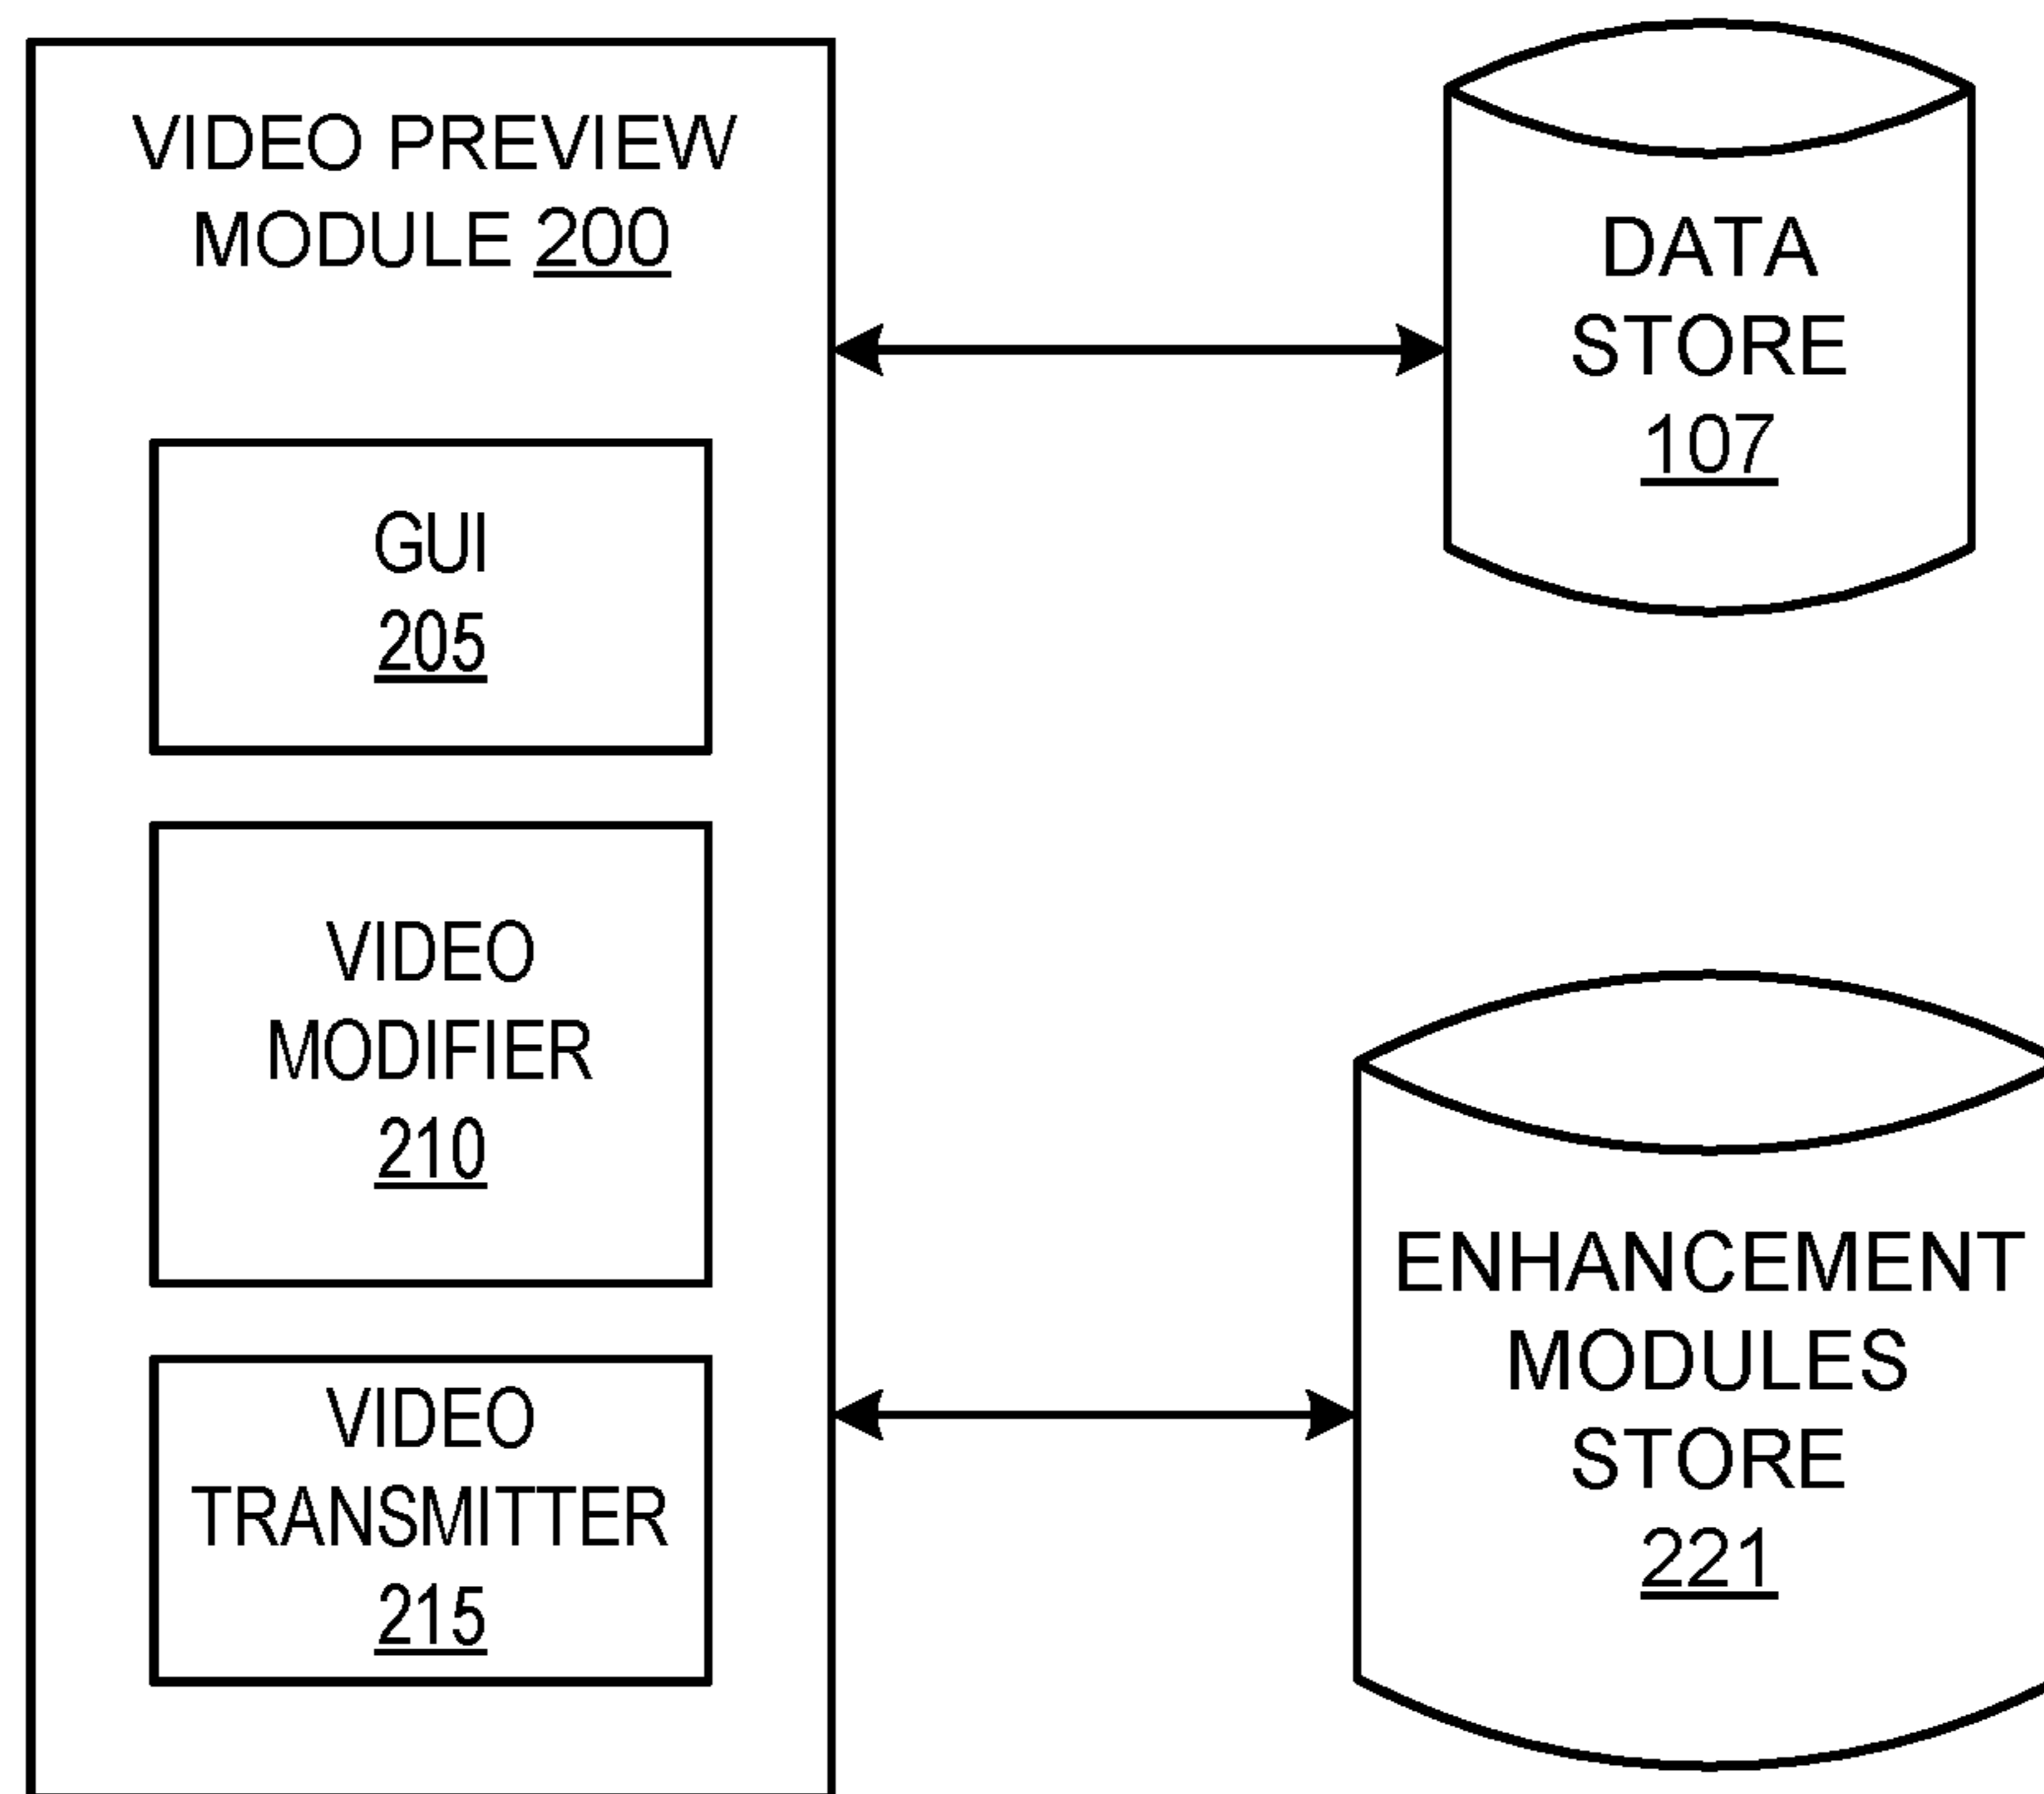 VIDEO PREVIEW
MODULE 200
GUI
205
VIDEO
MODIFIER
210
VIDEO
TRANSMITTER
215
DATA
STORE
107
ENHANCEMENT
MODULES
STORE
221